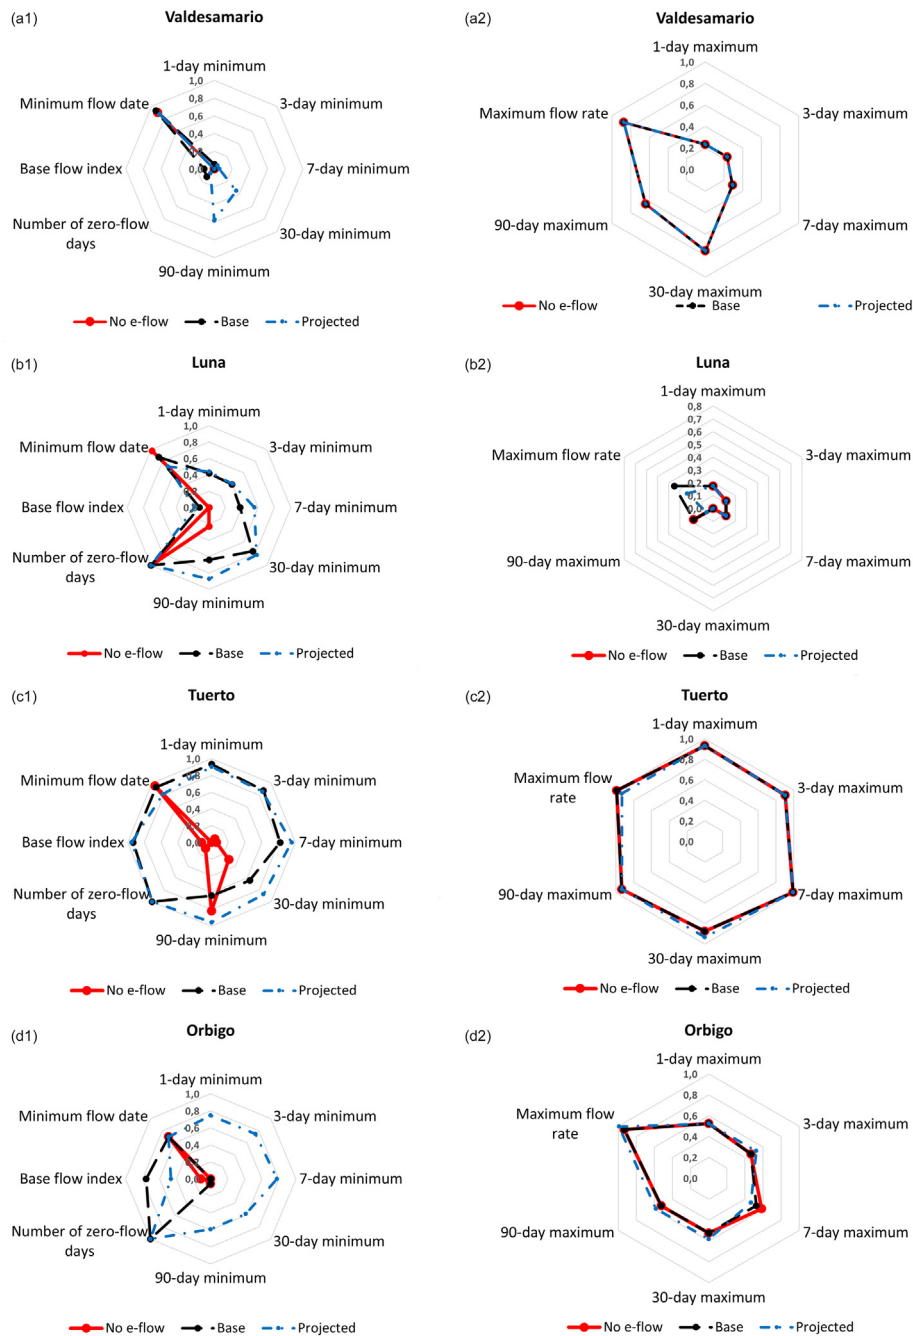 (a1)
Valdesamario
1-day minimum
1,0
0,8
0,6
0,4
0,2
0,0
Minimum flow date
3-day minimum
Base flow index
7-day minimum
Number of zero-flow
days
30-day minimum
90-day minimum
No e-flow Base Projected
(a2)
Valdesamario
1-day maximum
1,0
0,8
0,6
0,4
0,2
0,0
Maximum flow rate
3-day maximum
90-day maximum
7-day maximum
30-day maximum
No e-flow Base Projected
(b1)
Luna
1-day minimum
1,0
0,8
0,6
0,4
0,2
0,0
Minimum flow date
3-day minimum
Base flow index
7-day minimum
Number of zero-flow
days
30-day minimum
90-day minimum
No e-flow Base Projected
(b2)
Luna
1-day maximum
0,8
0,7
0,6
0,5
0,4
0,3
0,2
0,1
0,0
Maximum flow rate
3-day maximum
90-day maximum
7-day maximum
30-day maximum
No e-flow Base Projected
(c1)
Tuerto
1-day minimum
1,0
0,8
0,6
0,4
0,2
0,0
Minimum flow date
3-day minimum
Base flow index
7-day minimum
Number of zero-flow
days
30-day minimum
90-day minimum
No e-flow Base Projected
(c2)
Tuerto
1-day maximum
1,0
0,8
0,6
0,4
0,2
0,0
Maximum flow
rate
3-day maximum
90-day maximum
7-day maximum
30-day maximum
No e-flow Base Projected
(d1)
Orbigo
1-day minimum
1,0
0,8
0,6
0,4
0,2
0,0
Minimum flow date
3-day minimum
Base flow index
7-day minimum
Number of zero-flow
days
30-day minimum
90-day minimum
No e-flow Base Projected
(d2)
Orbigo
1-day maximum
1,0
0,8
0,6
0,4
0,2
0,0
Maximum flow
rate
3-day maximum
90-day maximum
7-day maximum
30-day maximum
No e-flow Base Projected